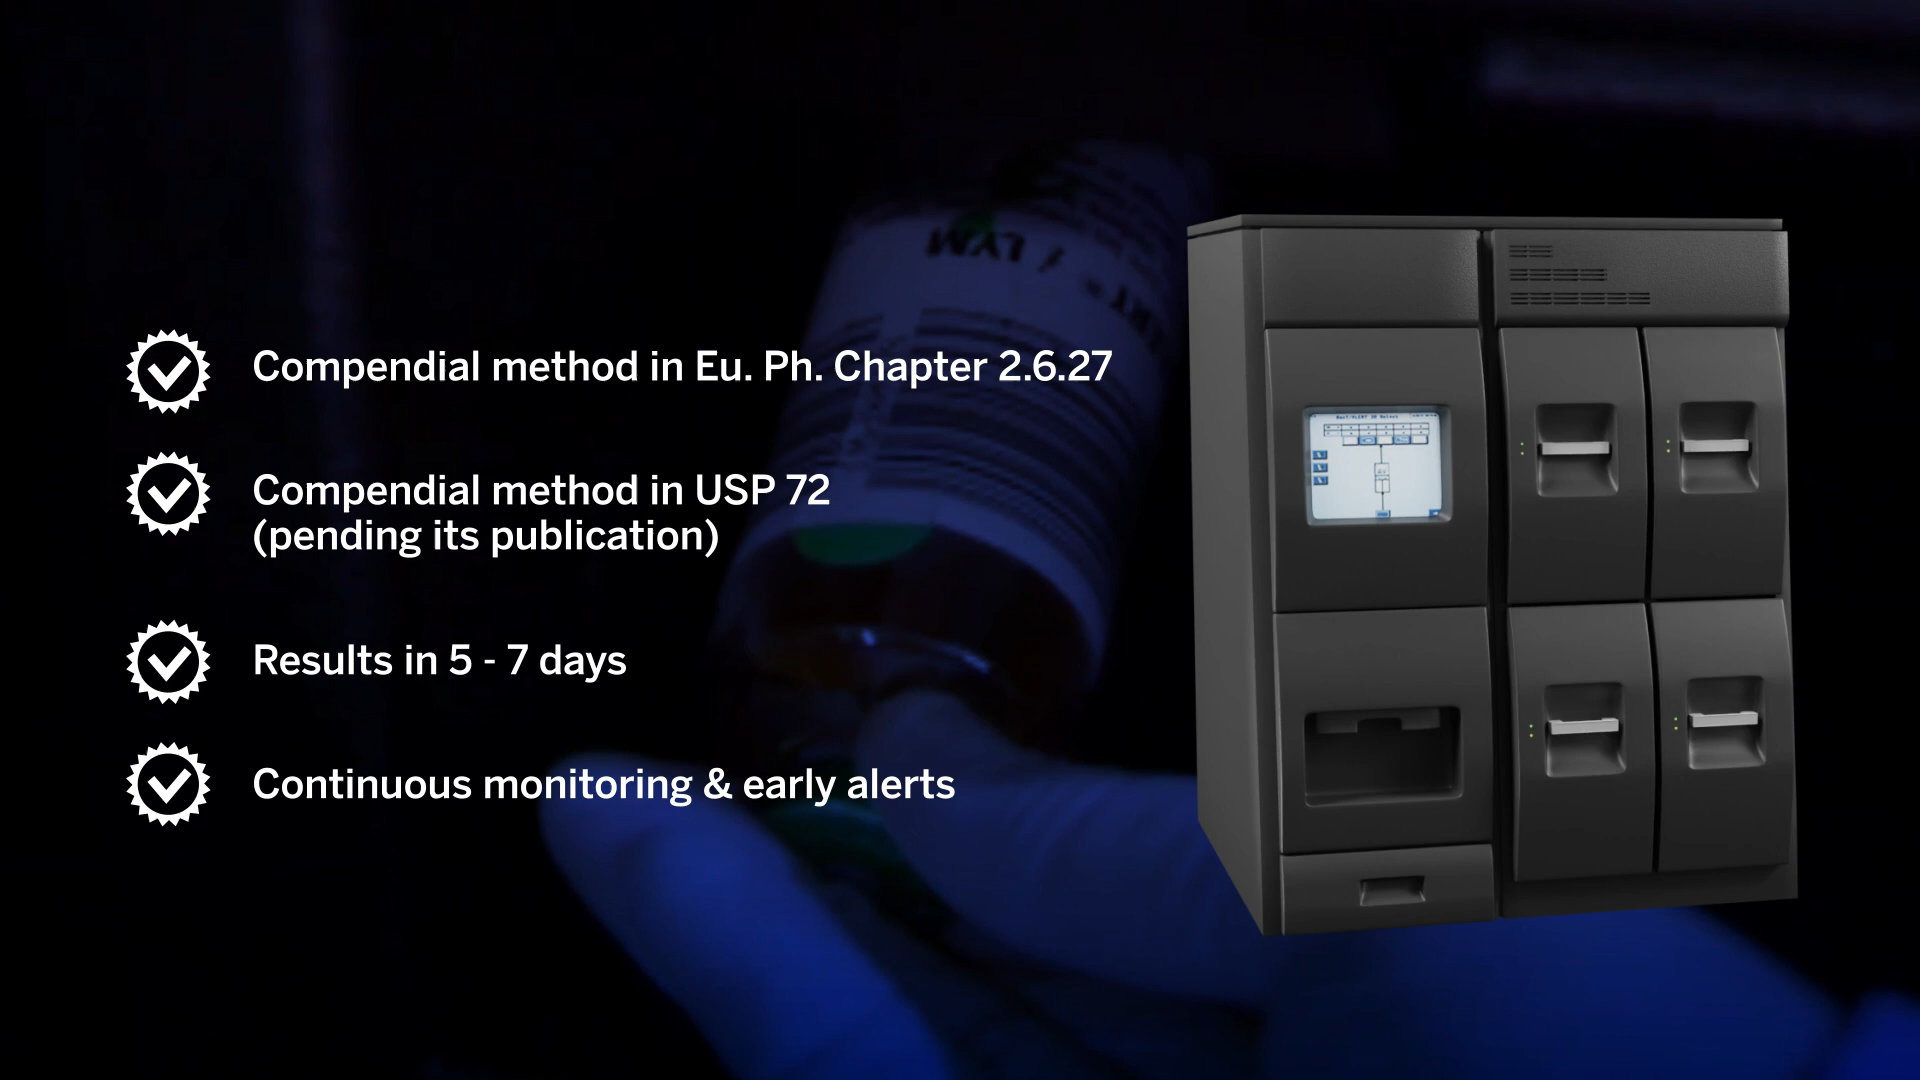 Compendial method in Eu. Ph. Chapter 2.6.27
Compendial method in USP 72
(pending its publication)
Results in 5 - 7 days
Continuous monitoring & early alerts